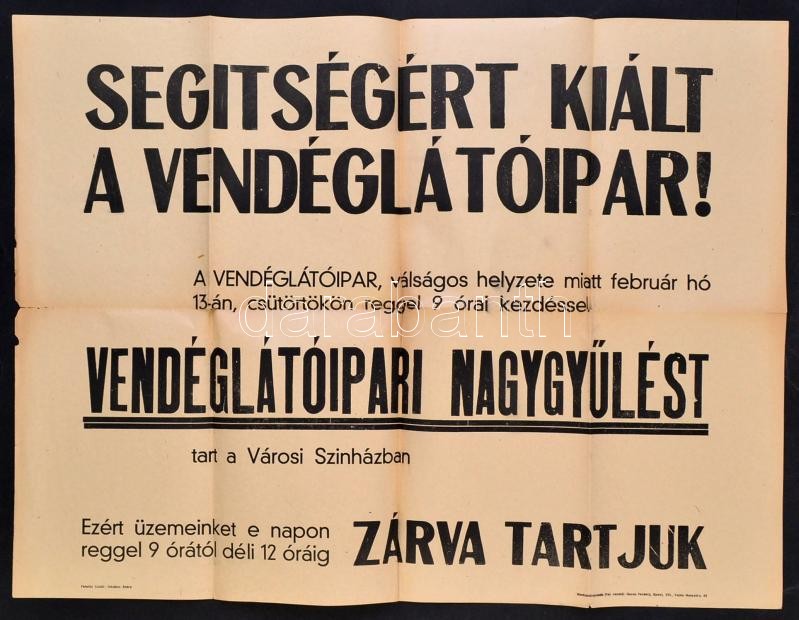 SEGITSÉGÉRT KIÁLT
A VENDÉGLÁTÓIPAR!
A VENDÉGLÁTÓIPAR, válságos helyzete miatt február hó
13-án, csütörtökön reggel 9 órai kezdéssel
darabanth
VENDÉGLÁTÓIPARI NAGYGYŰLÉST
tart a Városi Szinházban
Ezért üzemeinket e napon
reggel 9 órától déli 12 óráig
ZÁRVA TARTJUK